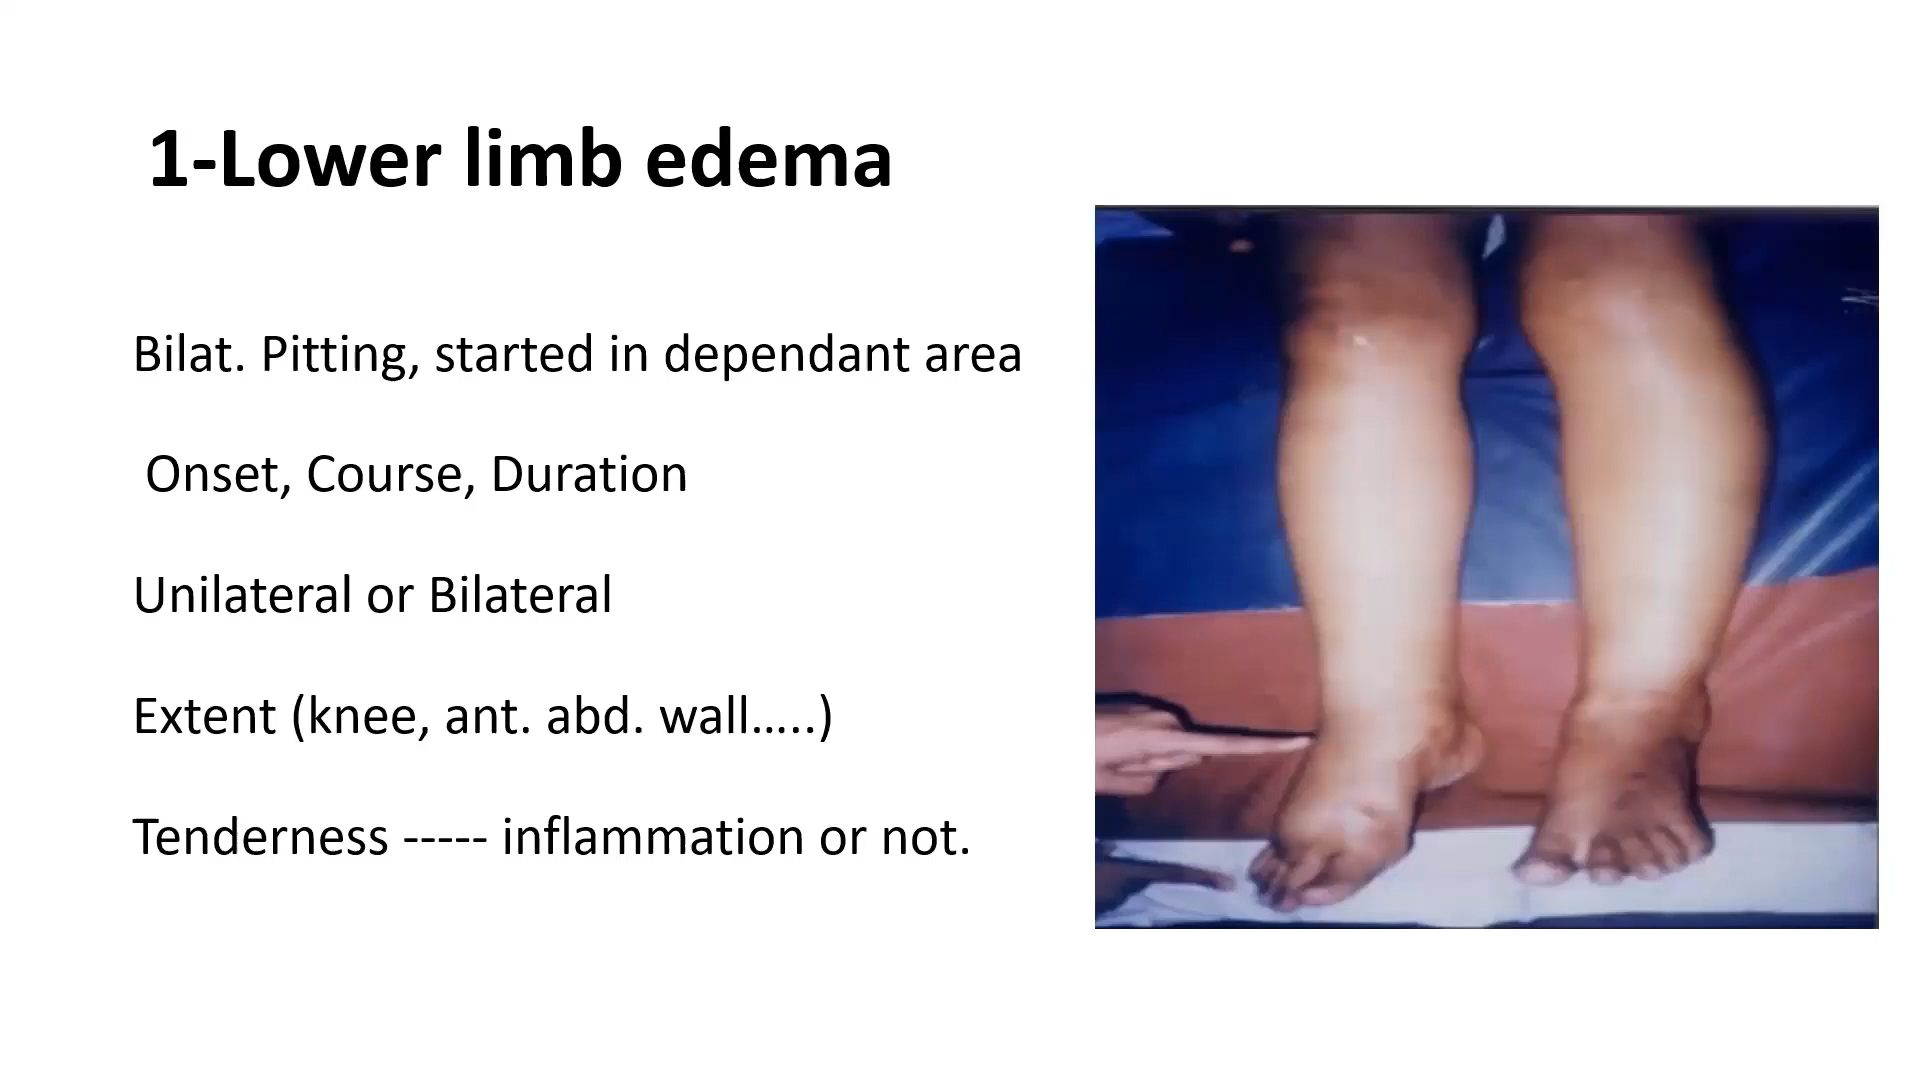 1-Lower limb edema
Bilat. Pitting, started in dependant area
Onset, Course, Duration
Unilateral or Bilateral
Extent (knee, ant. abd. wall…..)
Tenderness ----- inflammation or not.